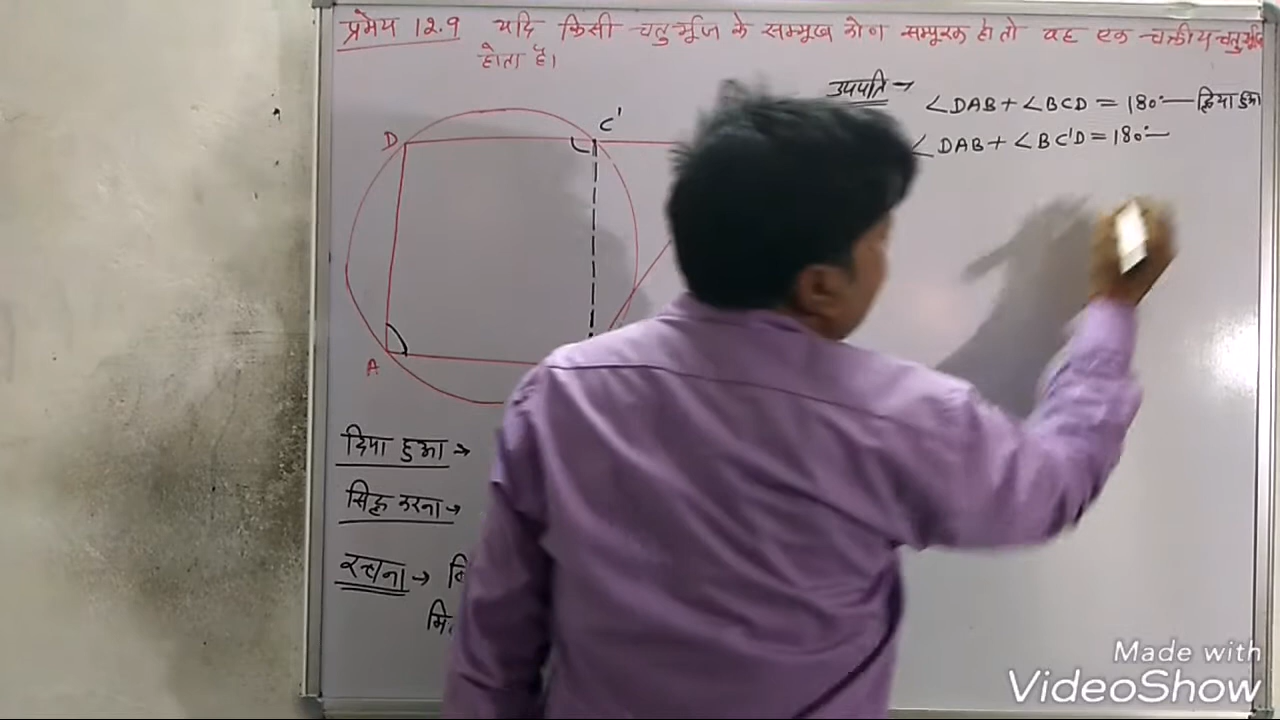 प्रमेय 12.9 यदि किसी चतुर्भुज के सम्मुख कोण सम्पूरक हो तो वह एक चक्रीय चतुर्भुज
होता है।
उपपति →
∠DAB + ∠BCD = 180° — दिया हुआ
∠DAB + ∠BC'D = 180° —
D
C'
A
दिया हुआ →
सिद्ध करना →
रचना →
Made with
VideoShow